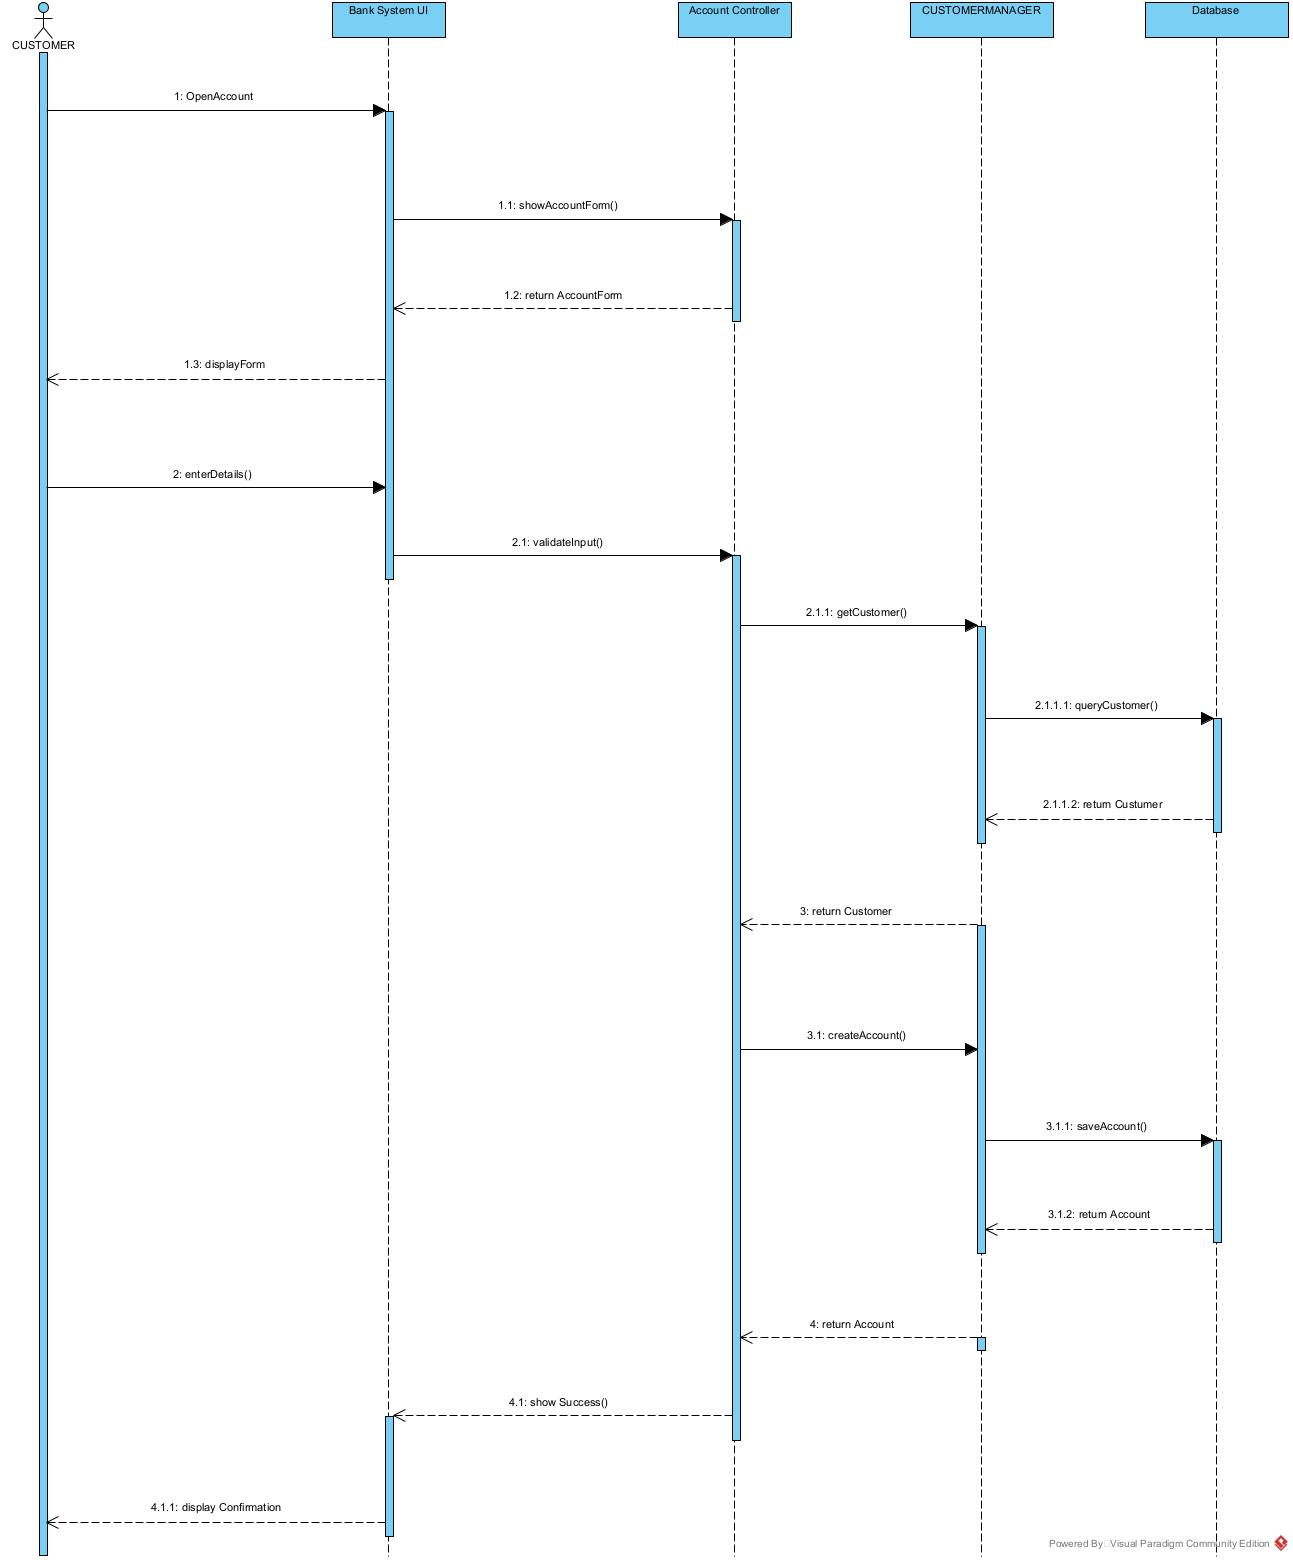 CUSTOMER
Bank System UI
Account Controller
CUSTOMERMANAGER
Database
1: OpenAccount
1.1: showAccountForm()
1.2: return AccountForm
1.3: displayForm
2: enterDetails()
2.1: validateInput()
2.1.1: getCustomer()
2.1.1.1: queryCustomer()
2.1.1.2: return Custumer
3: return Customer
3.1: createAccount()
3.1.1: saveAccount()
3.1.2: return Account
4: return Account
4.1: show Success()
4.1.1: display Confirmation
Powered By Visual Paradigm Community Edition